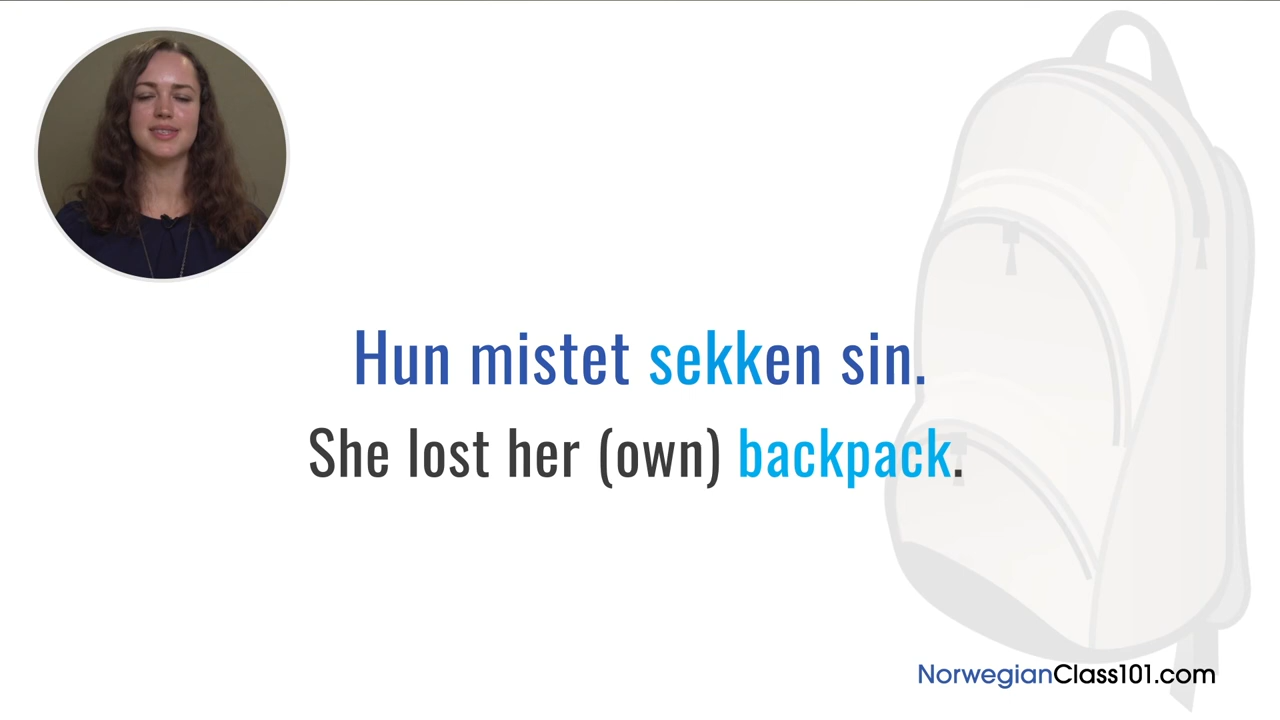 Hun mistet sekken sin.
She lost her (own) backpack.
NorwegianClass101.com